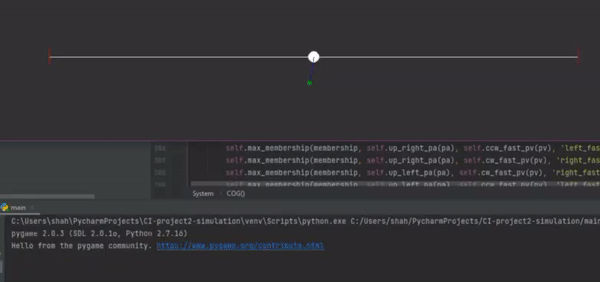 self.max_membership(membership, self.up_right_pa(pa), self.ccw_fast_pv(pv), 'left_fas
self.max_membership(membership, self.up_right_pa(pa), self.cw_fast_pv(pv), 'right_fas
self.max_membership(membership, self.up_left_pa(pa), self.cw_fast_pv(pv), 'right_fast
self.max_membership(membership, self.up_left_pa(pa), self.ccw_fast_pv(pv), 'left_fast
System COG()
main
C:\Users\shah\PycharmProjects\CI-project2-simulation\venv\Scripts\python.exe C:/Users/shah/PycharmProjects/CI-project2-simulation/main
pygame 2.0.3 (SDL 2.0.16, Python 2.7.16)
Hello from the pygame community. https://www.pygame.org/contribute.html